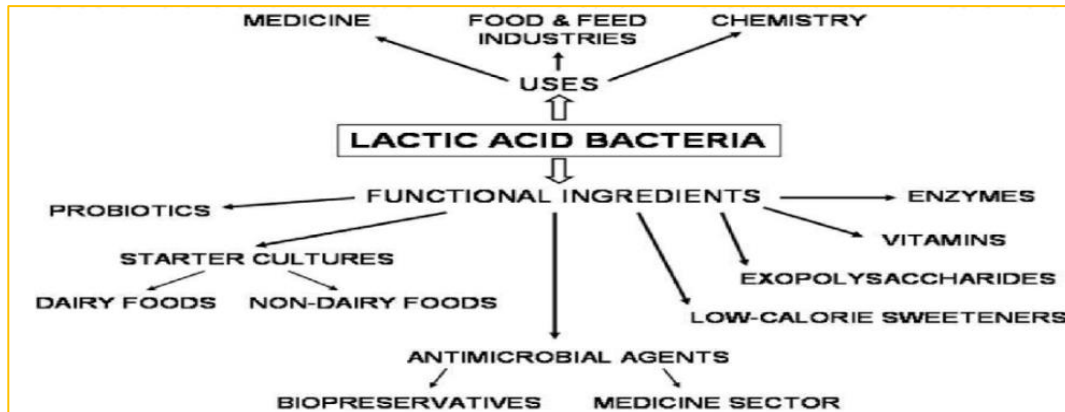 MEDICINE
FOOD & FEED
INDUSTRIES
CHEMISTRY
USES
LACTIC ACID BACTERIA
FUNCTIONAL INGREDIENTS
PROBIOTICS
ENZYMES
VITAMINS
STARTER CULTURES
EXOPOLYSACCHARIDES
DAIRY FOODS
NON-DAIRY FOODS
LOW-CALORIE SWEETENERS
ANTIMICROBIAL AGENTS
BIOPRESERVATIVES
MEDICINE SECTOR